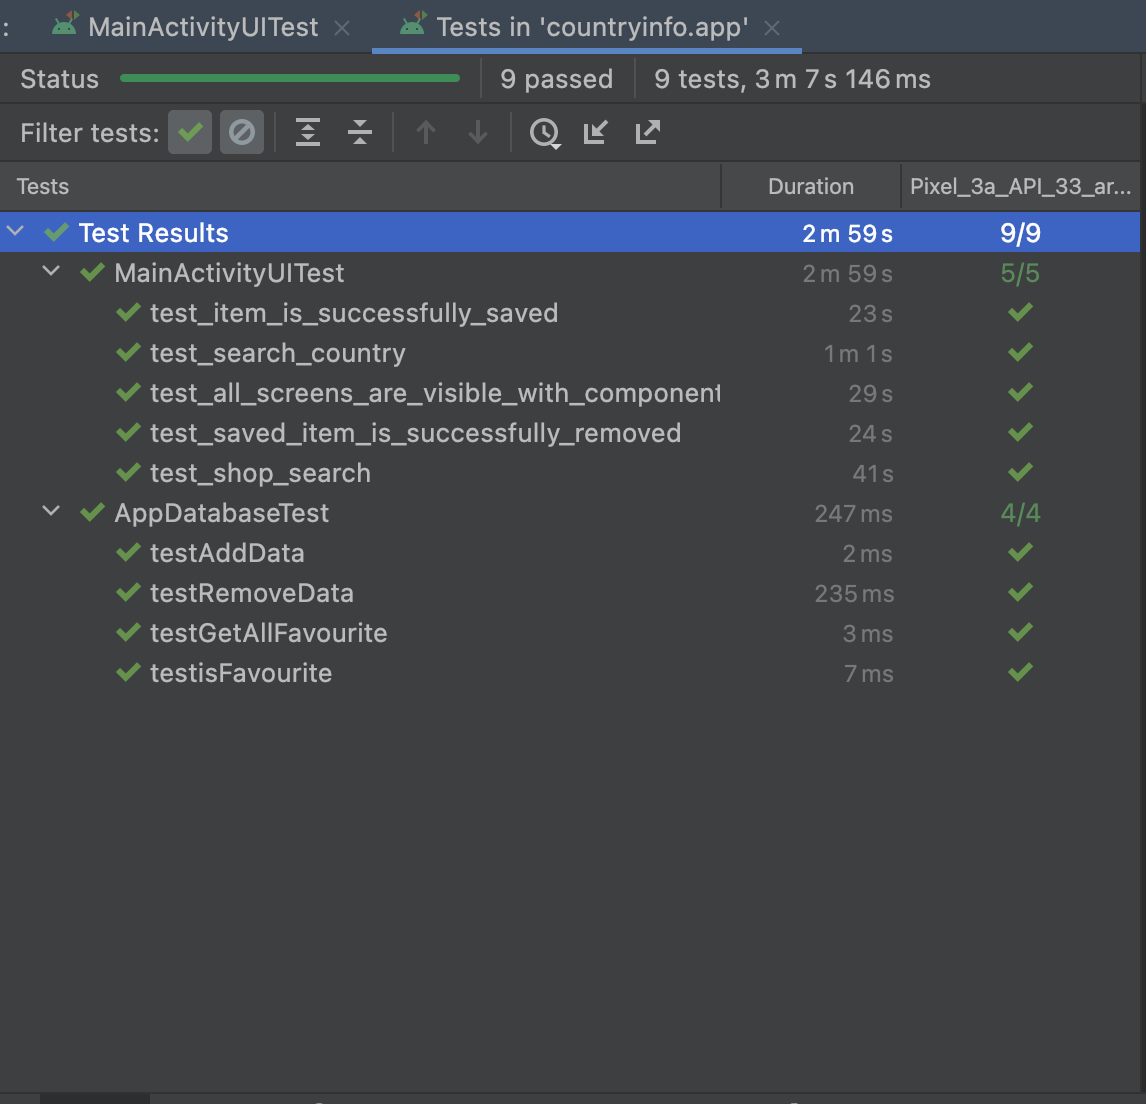 : MainActivityUITest Tests in 'countryinfo.app'
Status 9 passed 9 tests, 3 m 7 s 146 ms
Filter tests:
Tests Duration Pixel_3a_API_33_ar...
Test Results 2 m 59 s 9/9
MainActivityUITest 2 m 59 s 5/5
test_item_is_successfully_saved 23 s
test_search_country 1 m 1 s
test_all_screens_are_visible_with_component 29 s
test_saved_item_is_successfully_removed 24 s
test_shop_search 41 s
AppDatabaseTest 247 ms 4/4
testAddData 2 ms
testRemoveData 235 ms
testGetAllFavourite 3 ms
testisFavourite 7 ms